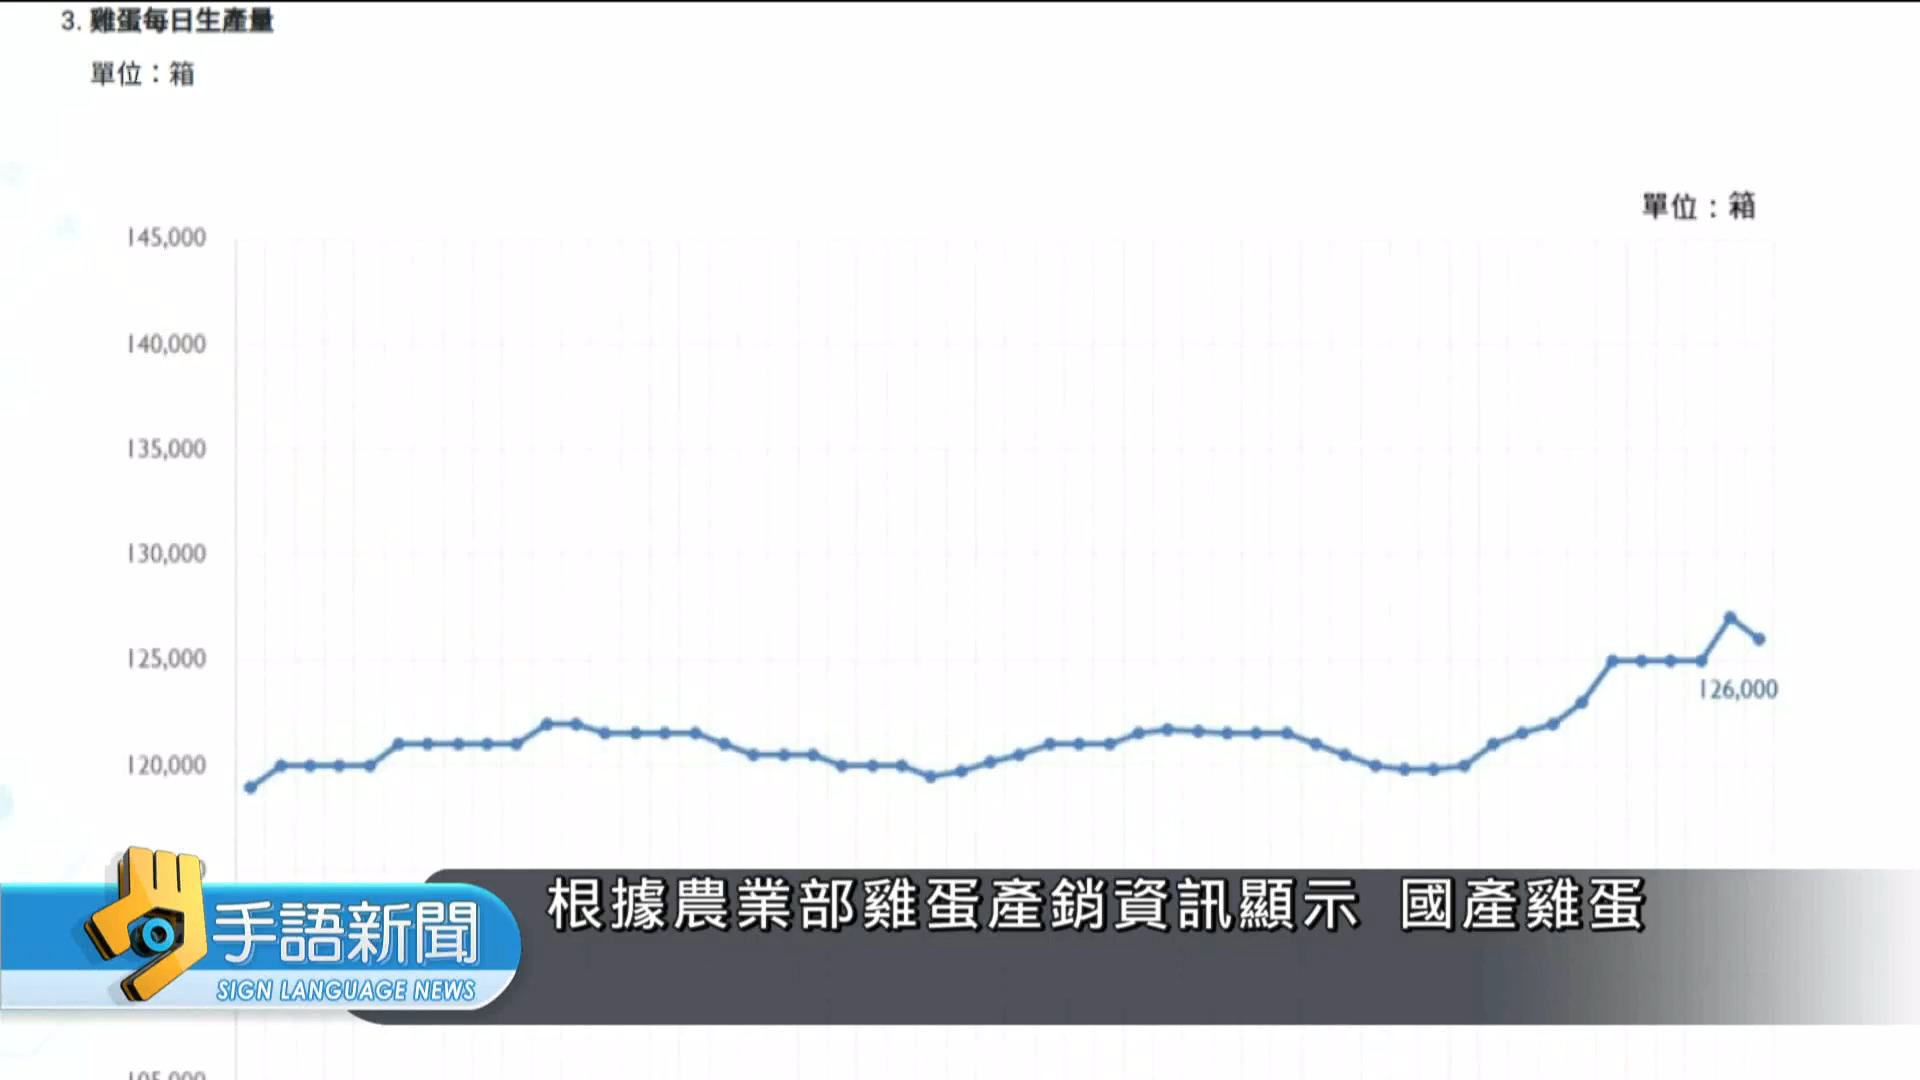 3. 雞蛋每日生產量
單位：箱
單位：箱
145,000
140,000
135,000
130,000
125,000
126,000
120,000
根據農業部雞蛋產銷資訊顯示 國產雞蛋
手語新聞
SIGN LANGUAGE NEWS